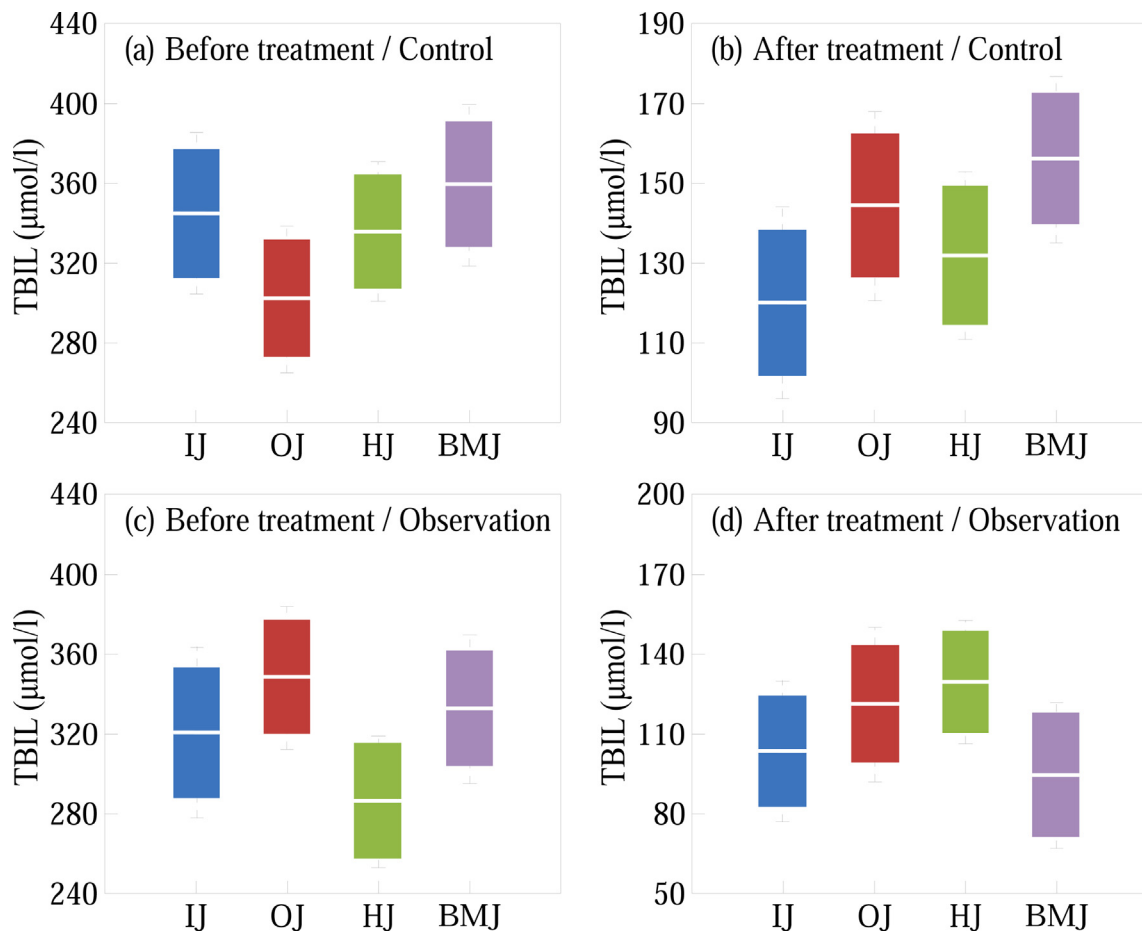 (a) Before treatment / Control
TBIL (μmol/l)
440
400
360
320
280
240
IJ OJ HJ BMJ
(b) After treatment / Control
TBIL (μmol/l)
190
170
150
130
110
90
IJ OJ HJ BMJ
(c) Before treatment / Observation
TBIL (μmol/l)
440
400
360
320
280
240
IJ OJ HJ BMJ
(d) After treatment / Observation
TBIL (μmol/l)
200
170
140
110
80
50
IJ OJ HJ BMJ